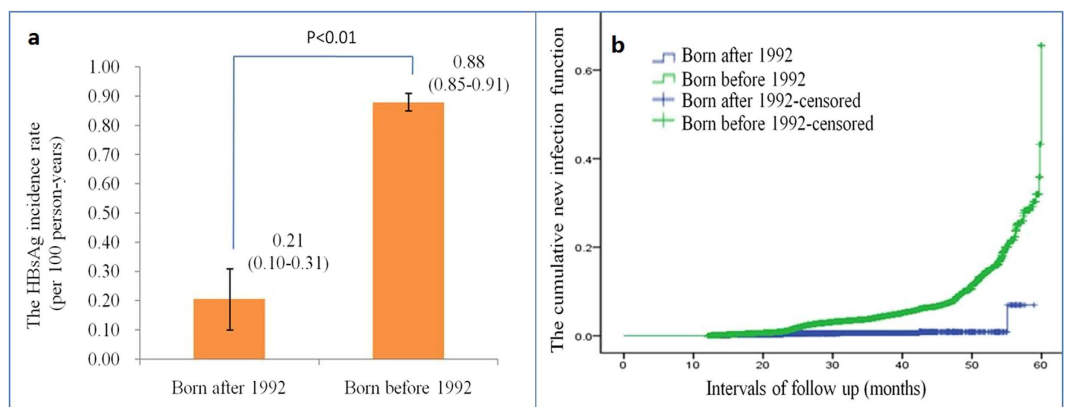 a
P<0.01
The HBsAg incidence rate
(per 100 person-years)
1.00
0.90
0.80
0.70
0.60
0.50
0.40
0.30
0.20
0.10
0.00
0.21
(0.10-0.31)
0.88
(0.85-0.91)
Born after 1992
Born before 1992
b
The cumulative new infection function
Born after 1992
Born before 1992
Born after 1992-censored
Born before 1992-censored
0.6
0.4
0.2
0.0
0
10
20
30
40
50
60
Intervals of follow up (months)